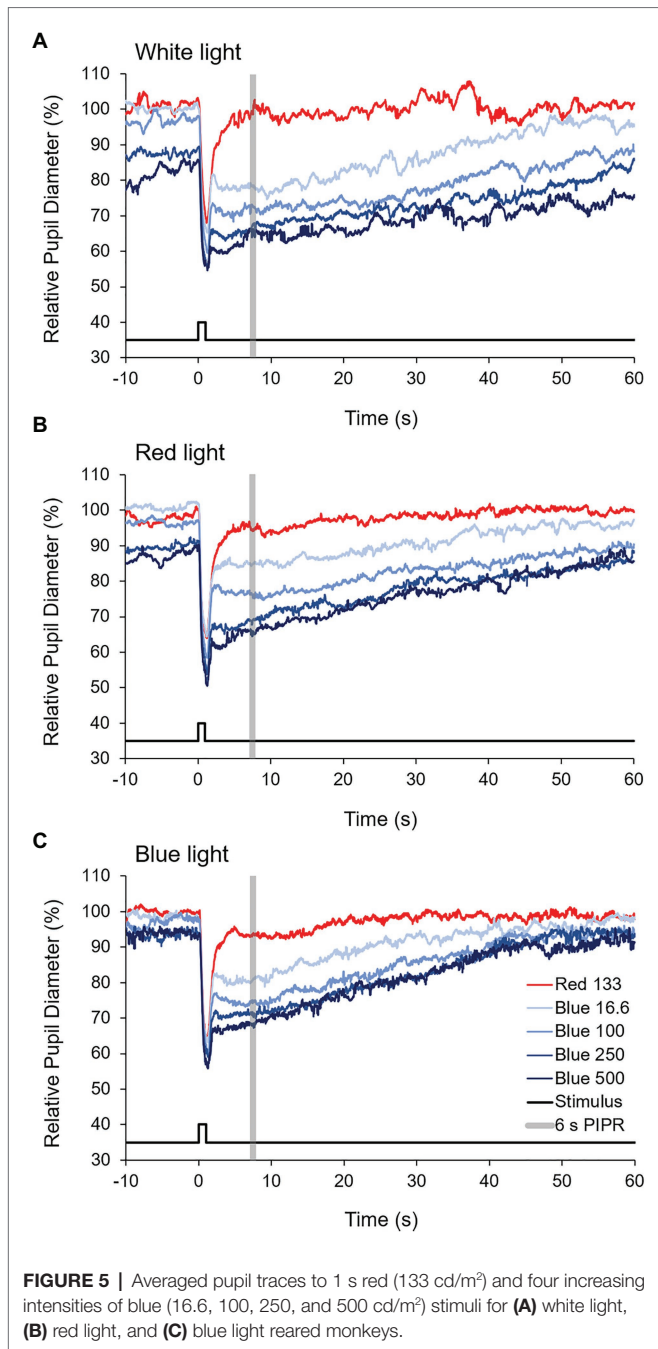 A
White light
Relative Pupil Diameter (%)
110
100
90
80
70
60
50
40
30
-10 0 10 20 30 40 50 60
Time (s)
B
Red light
Relative Pupil Diameter (%)
110
100
90
80
70
60
50
40
30
-10 0 10 20 30 40 50 60
Time (s)
C
Blue light
Relative Pupil Diameter (%)
110
100
90
80
70
60
50
40
30
Red 133
Blue 16.6
Blue 100
Blue 250
Blue 500
Stimulus
6 s PIPR
-10 0 10 20 30 40 50 60
Time (s)
FIGURE 5 | Averaged pupil traces to 1 s red (133 cd/m²) and four increasing
intensities of blue (16.6, 100, 250, and 500 cd/m²) stimuli for (A) white light,
(B) red light, and (C) blue light reared monkeys.